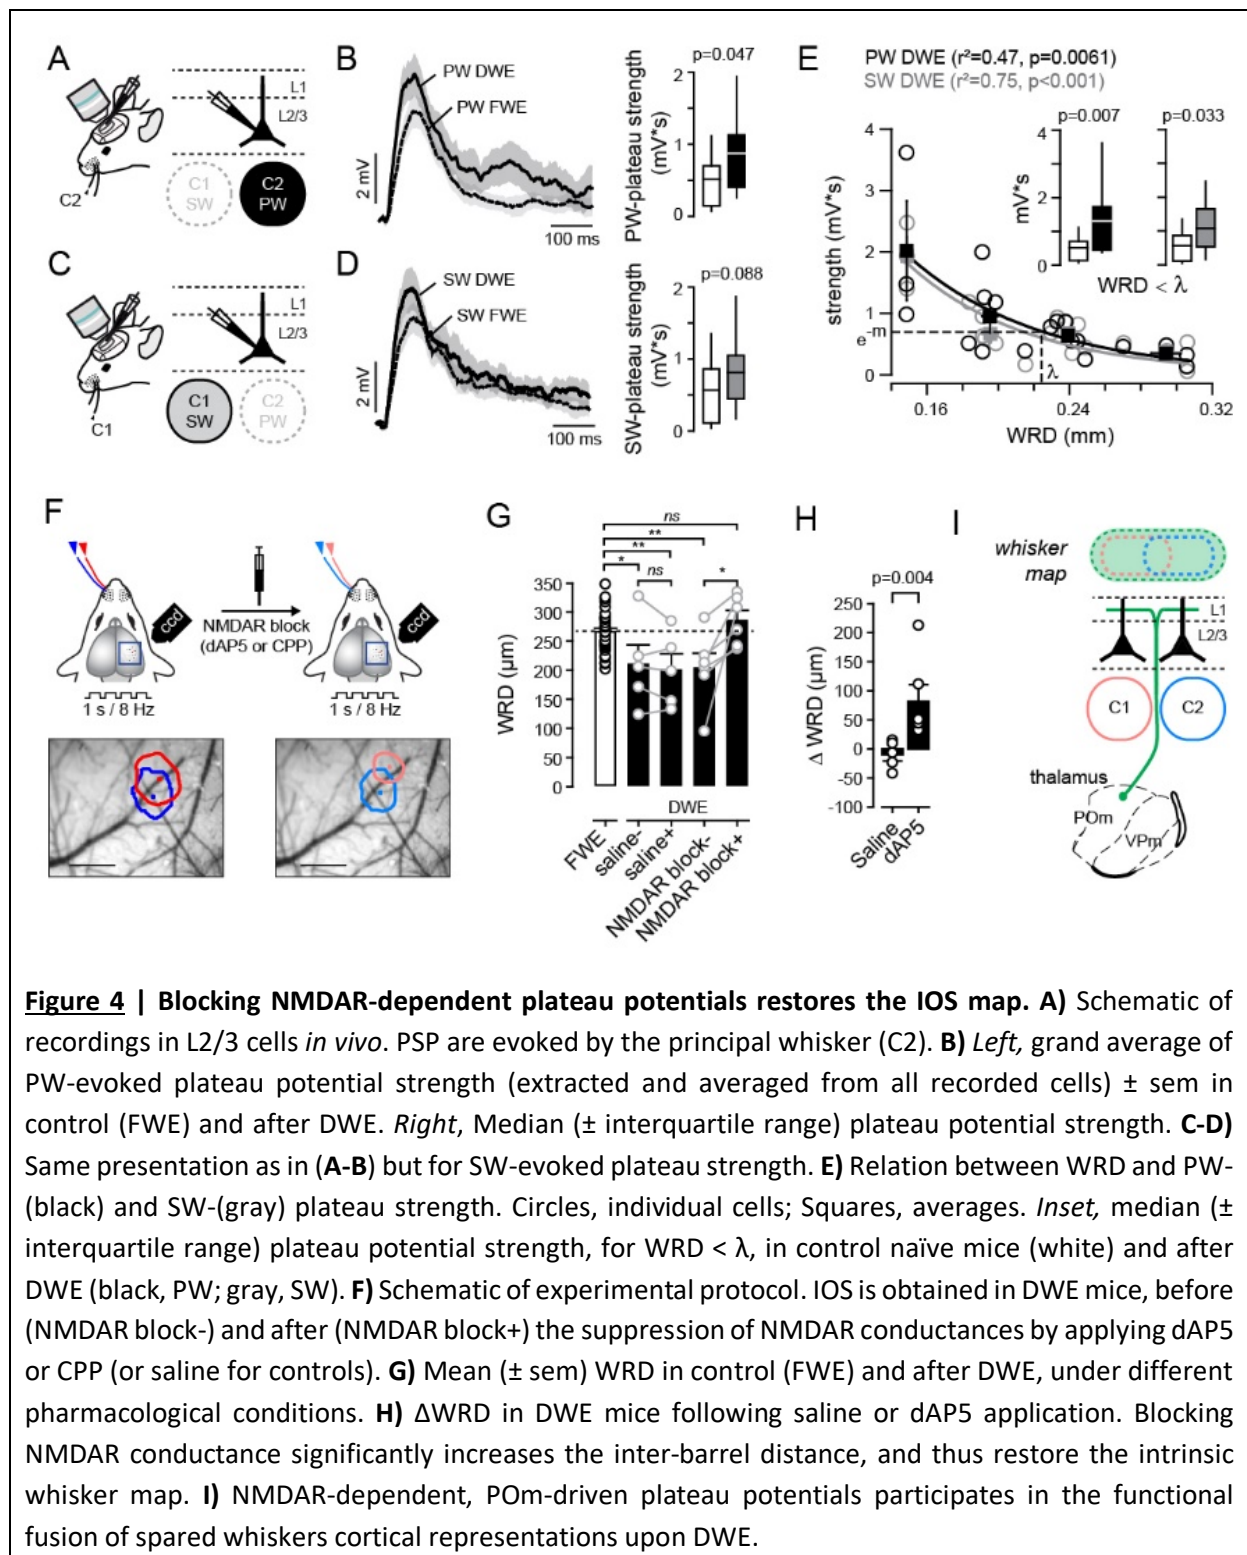 A
L1
L2/3
C2
C1
SW
C2
PW
B
PW DWE
PW FWE
2 mV
100 ms
p=0.047
PW-plateau strength
(mV*s)
2
1
0
C
L1
L2/3
C1
C1
SW
C2
PW
D
SW DWE
SW FWE
2 mV
100 ms
p=0.088
SW-plateau strength
(mV*s)
2
1
0
E
PW DWE (r²=0.47, p=0.0061)
SW DWE (r²=0.75, p<0.001)
p=0.007
p=0.033
strength (mV*s)
4
3
2
1
e-m
0
mV*s
4
2
0
WRD < λ
λ
0.16
0.24
0.32
WRD (mm)
F
ccd
NMDAR block
(dAP5 or CPP)
ccd
1 s / 8 Hz
1 s / 8 Hz
G
ns
**
**
*
ns
*
WRD (µm)
350
300
250
200
150
100
50
0
DWE
FWE
saline-
saline+
NMDAR block-
NMDAR block+
H
p=0.004
Δ WRD (µm)
250
200
150
100
50
0
-50
-100
Saline
dAP5
I
whisker
map
L1
L2/3
C1
C2
thalamus
POm
VPm
Figure 4 | Blocking NMDAR-dependent plateau potentials restores the IOS map. A) Schematic of
recordings in L2/3 cells in vivo. PSP are evoked by the principal whisker (C2). B) Left, grand average of
PW-evoked plateau potential strength (extracted and averaged from all recorded cells) ± sem in
control (FWE) and after DWE. Right, Median (± interquartile range) plateau potential strength. C-D)
Same presentation as in (A-B) but for SW-evoked plateau strength. E) Relation between WRD and PW-
(black) and SW-(gray) plateau strength. Circles, individual cells; Squares, averages. Inset, median (±
interquartile range) plateau potential strength, for WRD < λ, in control naïve mice (white) and after
DWE (black, PW; gray, SW). F) Schematic of experimental protocol. IOS is obtained in DWE mice, before
(NMDAR block-) and after (NMDAR block+) the suppression of NMDAR conductances by applying dAP5
or CPP (or saline for controls). G) Mean (± sem) WRD in control (FWE) and after DWE, under different
pharmacological conditions. H) ΔWRD in DWE mice following saline or dAP5 application. Blocking
NMDAR conductance significantly increases the inter-barrel distance, and thus restore the intrinsic
whisker map. I) NMDAR-dependent, POm-driven plateau potentials participates in the functional
fusion of spared whiskers cortical representations upon DWE.